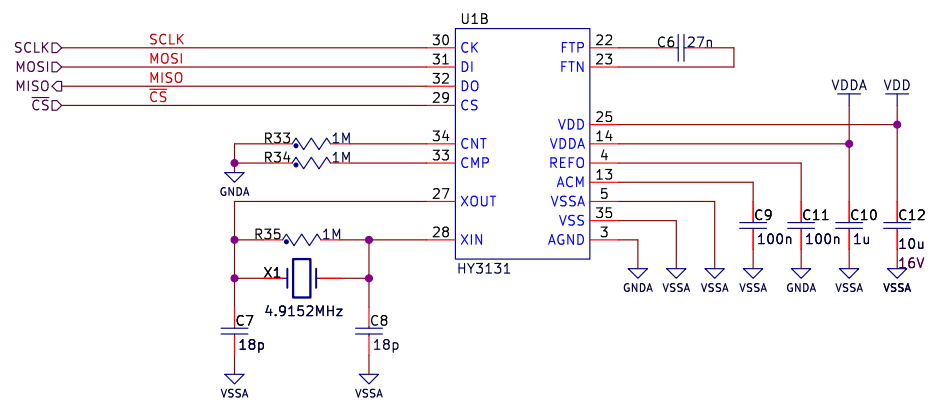 U1B
SCLK SCLK 30 CK FTP 22 C6 27n
MOSI MOSI 31 DI FTN 23
MISO MISO 32 DO
CS CS 29 CS
VDDA VDD
VDD 25
R33 1M 34 CNT VDDA 14
R34 1M 33 CMP REFO 4
GNDA ACM 13
27 XOUT VSSA 5
VSS 35 C9 C11 C10 C12
R35 1M 28 XIN AGND 3 100n 100n 1u 10u
16V
X1 HY3131
GNDA VSSA VSSA VSSA GNDA VSSA VSSA
4.9152MHz
C7 C8
18p 18p
VSSA VSSA